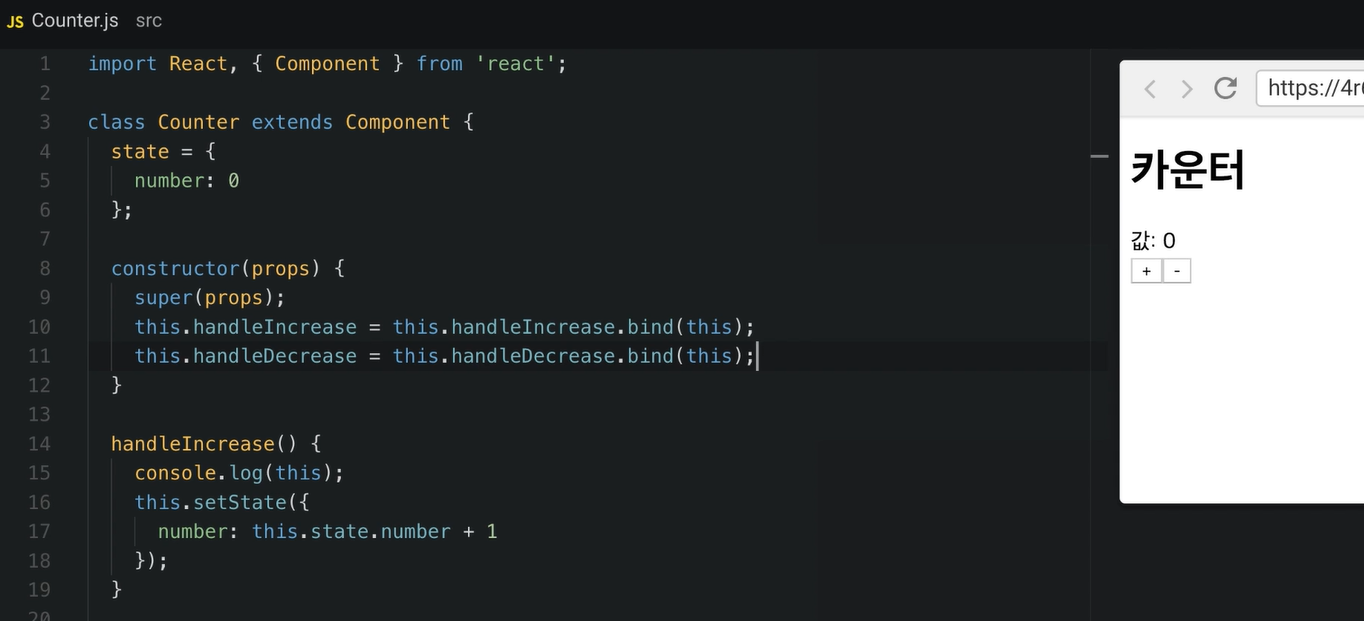 JS Counter.js src
1 import React, { Component } from 'react';
2
3 class Counter extends Component {
4 state = {
5 number: 0
6 };
7
8 constructor(props) {
9 super(props);
10 this.handleIncrease = this.handleIncrease.bind(this);
11 this.handleDecrease = this.handleDecrease.bind(this);
12 }
13
14 handleIncrease() {
15 console.log(this);
16 this.setState({
17 number: this.state.number + 1
18 });
19 }
20
https://4r
카운터
값: 0
+ -